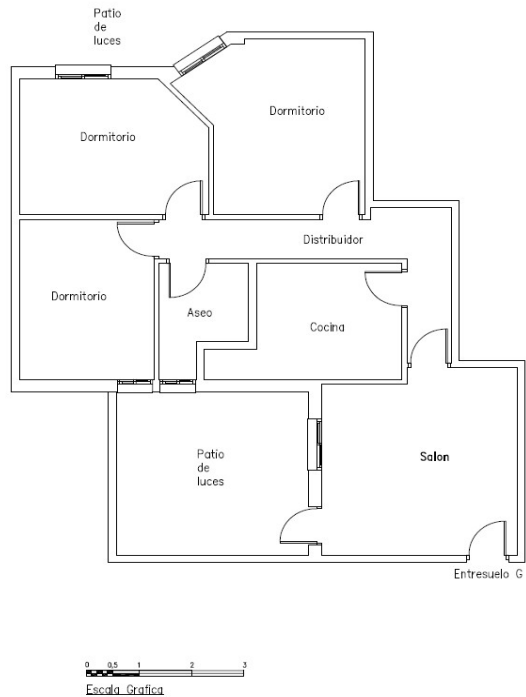 Patio
de
luces
Dormitorio
Dormitorio
Distribuidor
Dormitorio
Aseo
Cocina
Patio
de
luces
Salon
Entresuelo G
0 0,5 1 2 3
Escala Grafica